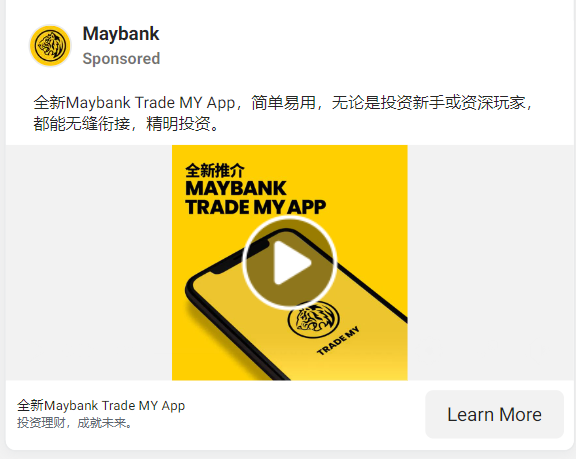 Maybank
Sponsored
全新Maybank Trade MY App，简单易用，无论是投资新手或资深玩家，
都能无缝衔接，精明投资。
全新推介
MAYBANK
TRADE MY APP
TRADE MY
全新Maybank Trade MY App
投资理财，成就未来。
Learn More